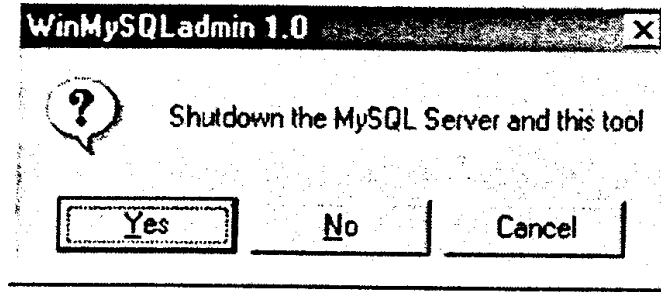 WinMySQLadmin 1.0
Shutdown the MySQL Server and this tool
Yes No Cancel